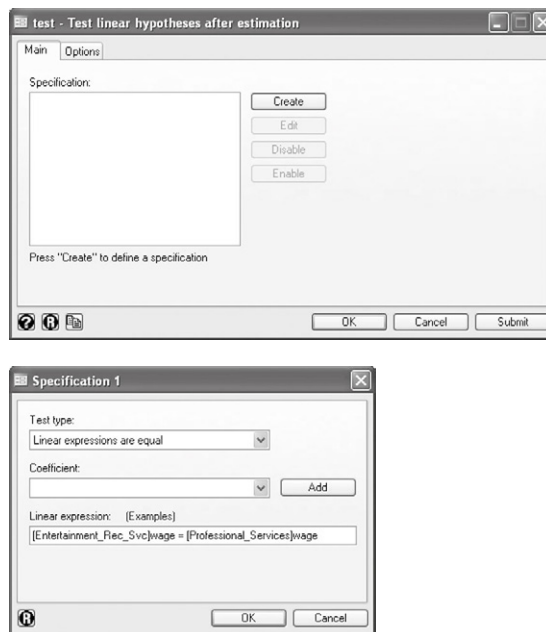 test - Test linear hypotheses after estimation
Main Options
Specification:
Create
Edit
Disable
Enable
Press "Create" to define a specification
OK Cancel Submit
Specification 1
Test type:
Linear expressions are equal
Coefficient:
Add
Linear expression: (Examples)
[Entertainment_Rec_Svc]wage = [Professional_Services]wage
OK Cancel